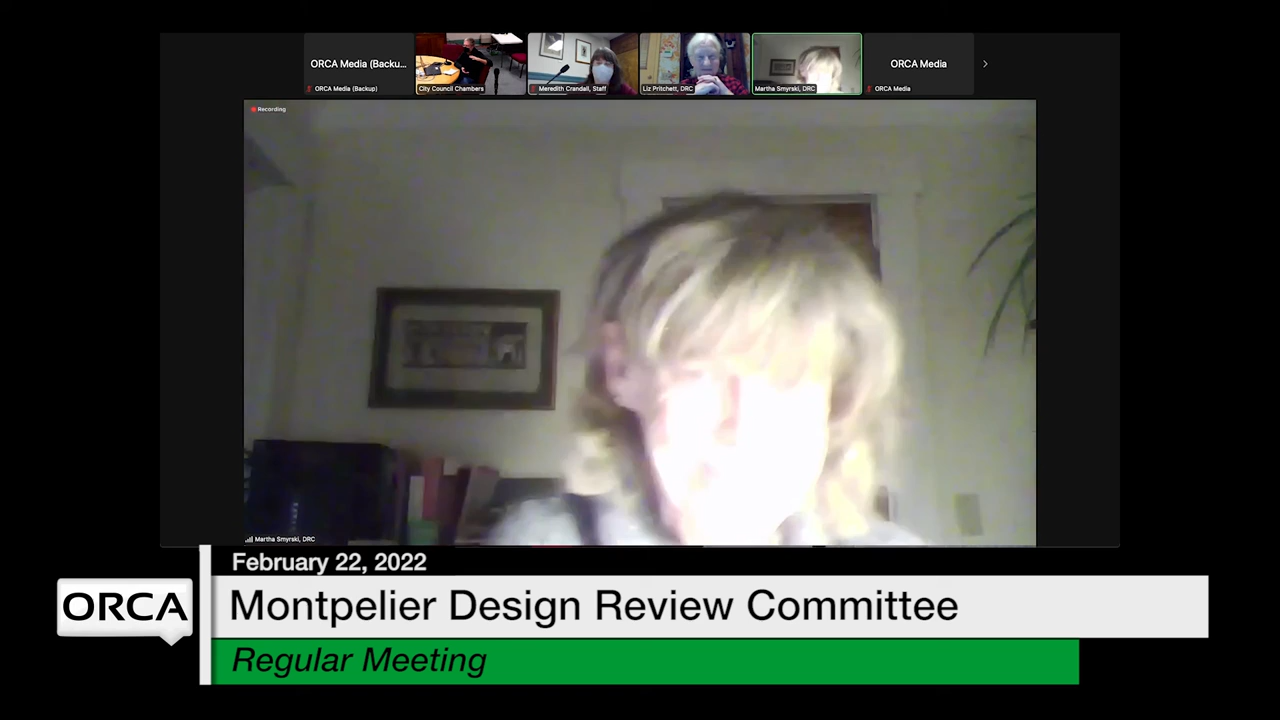 ORCA Media (Backu...
ORCA Media
ORCA Media (Backup)
City Council Chambers
Meredith Crandall, Staff
Liz Pritchett, DRC
Martha Smyrski, DRC
ORCA Media
Recording
Martha Smyrski, DRC
February 22, 2022
ORCA
Montpelier Design Review Committee
Regular Meeting